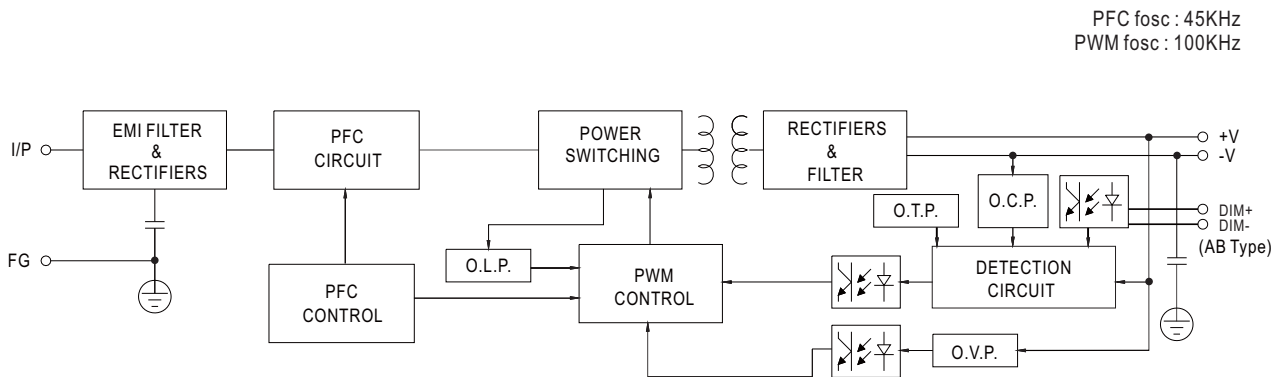 PFC fosc : 45KHz
PWM fosc : 100KHz
I/P
EMI FILTER
&
RECTIFIERS
PFC
CIRCUIT
POWER
SWITCHING
RECTIFIERS
&
FILTER
+V
-V
O.T.P.
O.C.P.
DIM+
DIM-
(AB Type)
FG
O.L.P.
PFC
CONTROL
PWM
CONTROL
DETECTION
CIRCUIT
O.V.P.